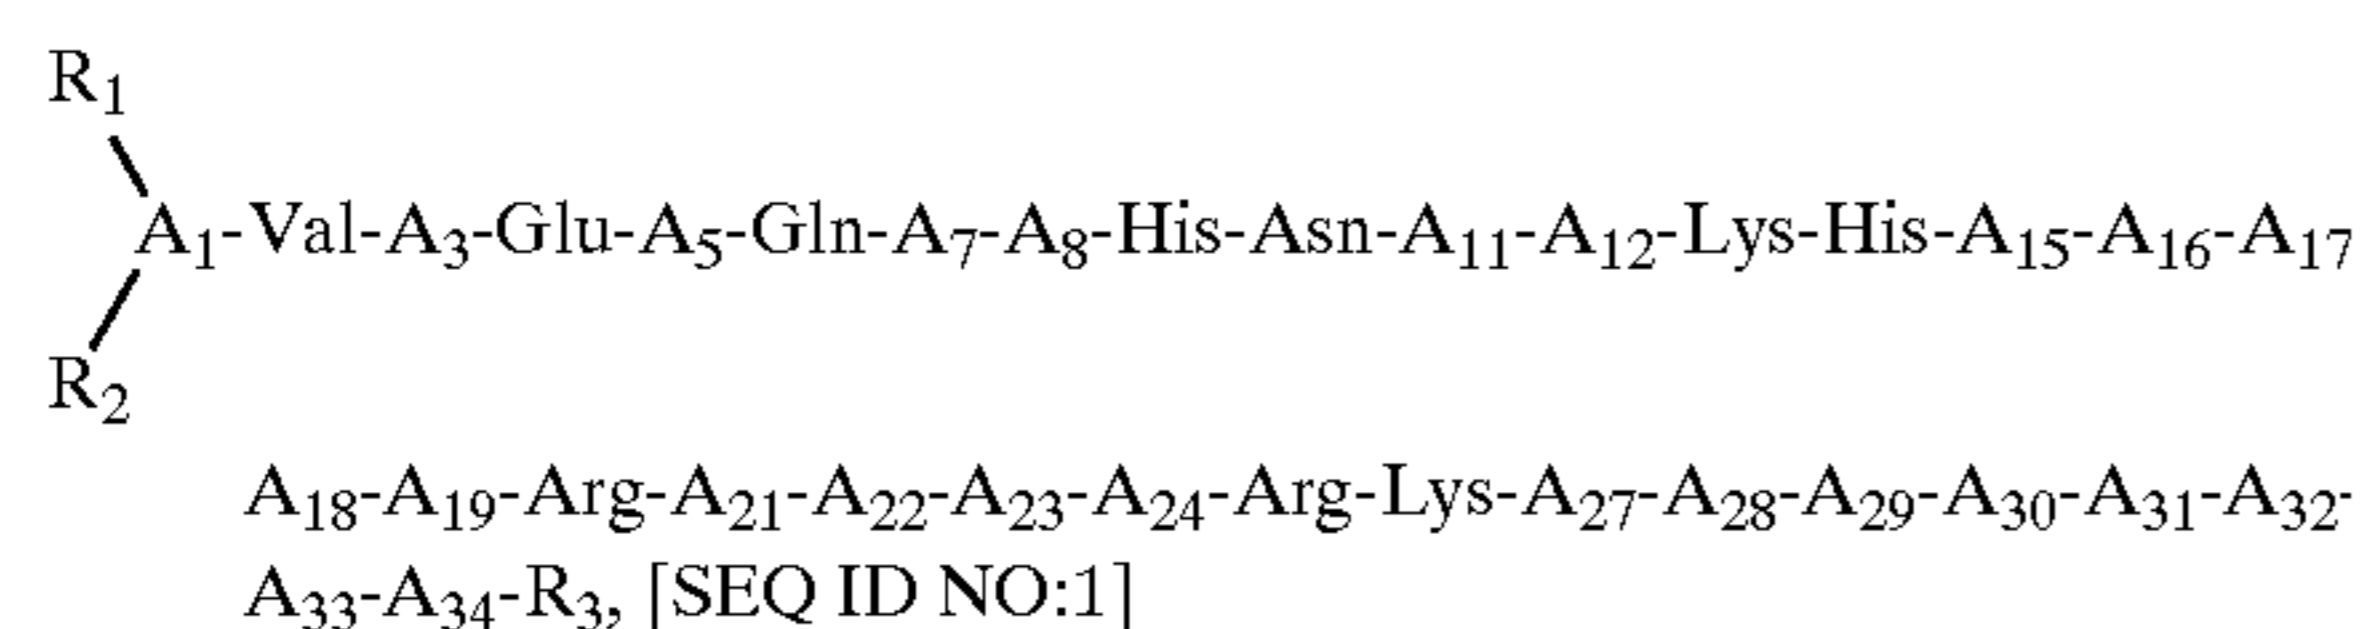 R1
A1-Val-A3-Glu-A5-Gln-A7-A8-His-Asn-A11-A12-Lys-His-A15-A16-A17
R2
A18-A19-Arg-A21-A22-A23-A24-Arg-Lys-A27-A28-A29-A30-A31-A32-
A33-A34-R3, [SEQ ID NO:1]